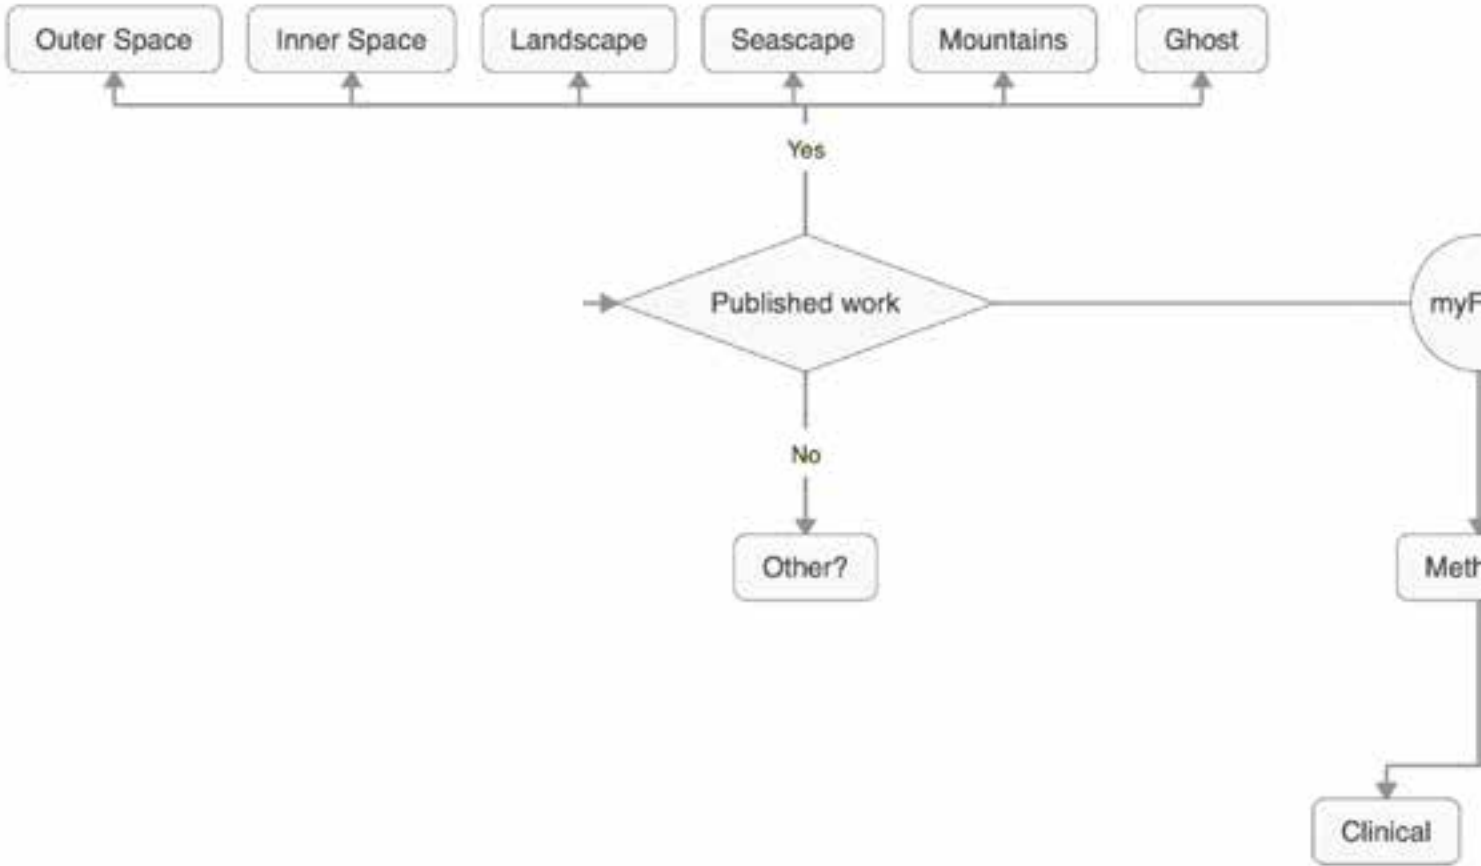 Outer Space
Inner Space
Landscape
Seascape
Mountains
Ghost
Yes
Published work
No
Other?
Clinical